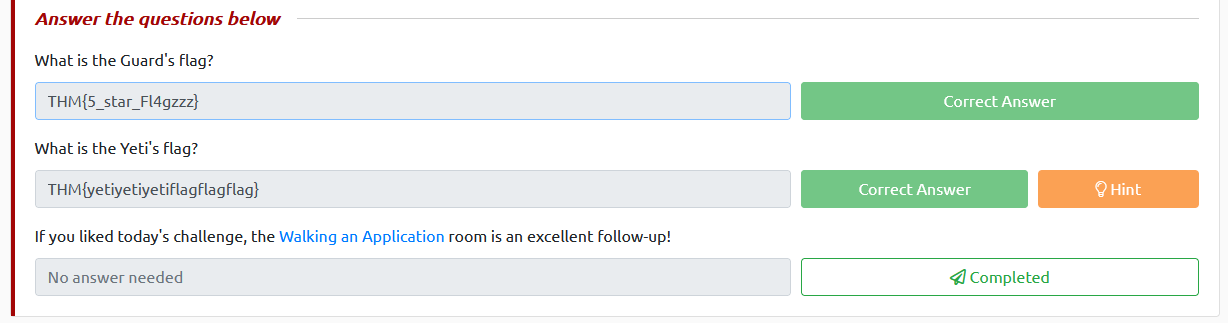 Answer the questions below
What is the Guard's flag?
THM{5_star_Fl4gzzz}
Correct Answer
What is the Yeti's flag?
THM{yetiyetiyetiflagflagflag}
Correct Answer
Hint
If you liked today's challenge, the Walking an Application room is an excellent follow-up!
No answer needed
Completed